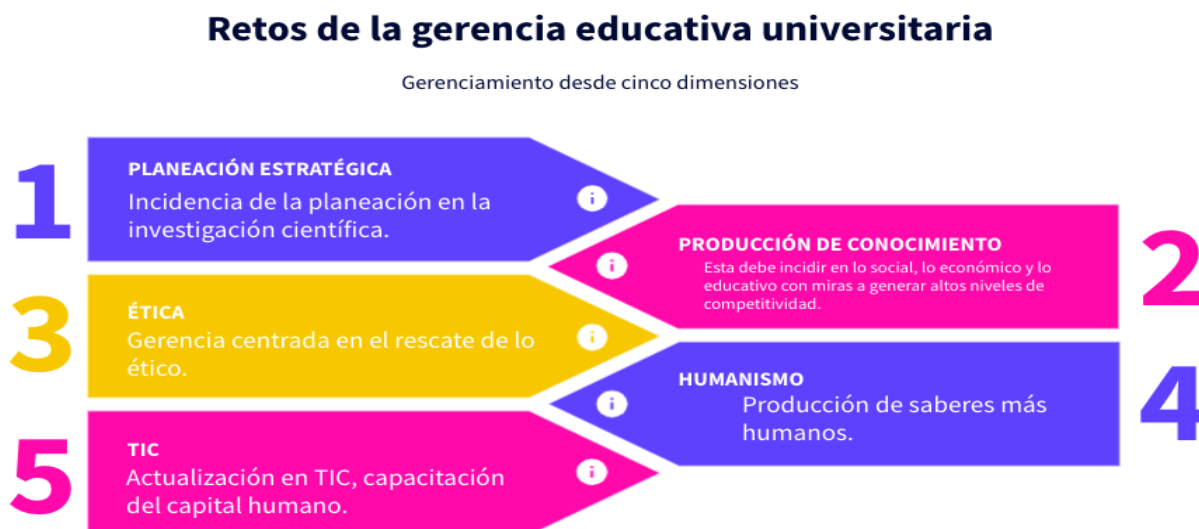 Retos de la gerencia educativa universitaria
Gerenciamiento desde cinco dimensiones
1
PLANEACIÓN ESTRATÉGICA
Incidencia de la planeación en la
investigación científica.
2
PRODUCCIÓN DE CONOCIMIENTO
Esta debe incidir en lo social, lo económico y lo
educativo con miras a generar altos niveles de
competitividad.
3
ÉTICA
Gerencia centrada en el rescate de lo
ético.
4
HUMANISMO
Producción de saberes más
humanos.
5
TIC
Actualización en TIC, capacitación
del capital humano.